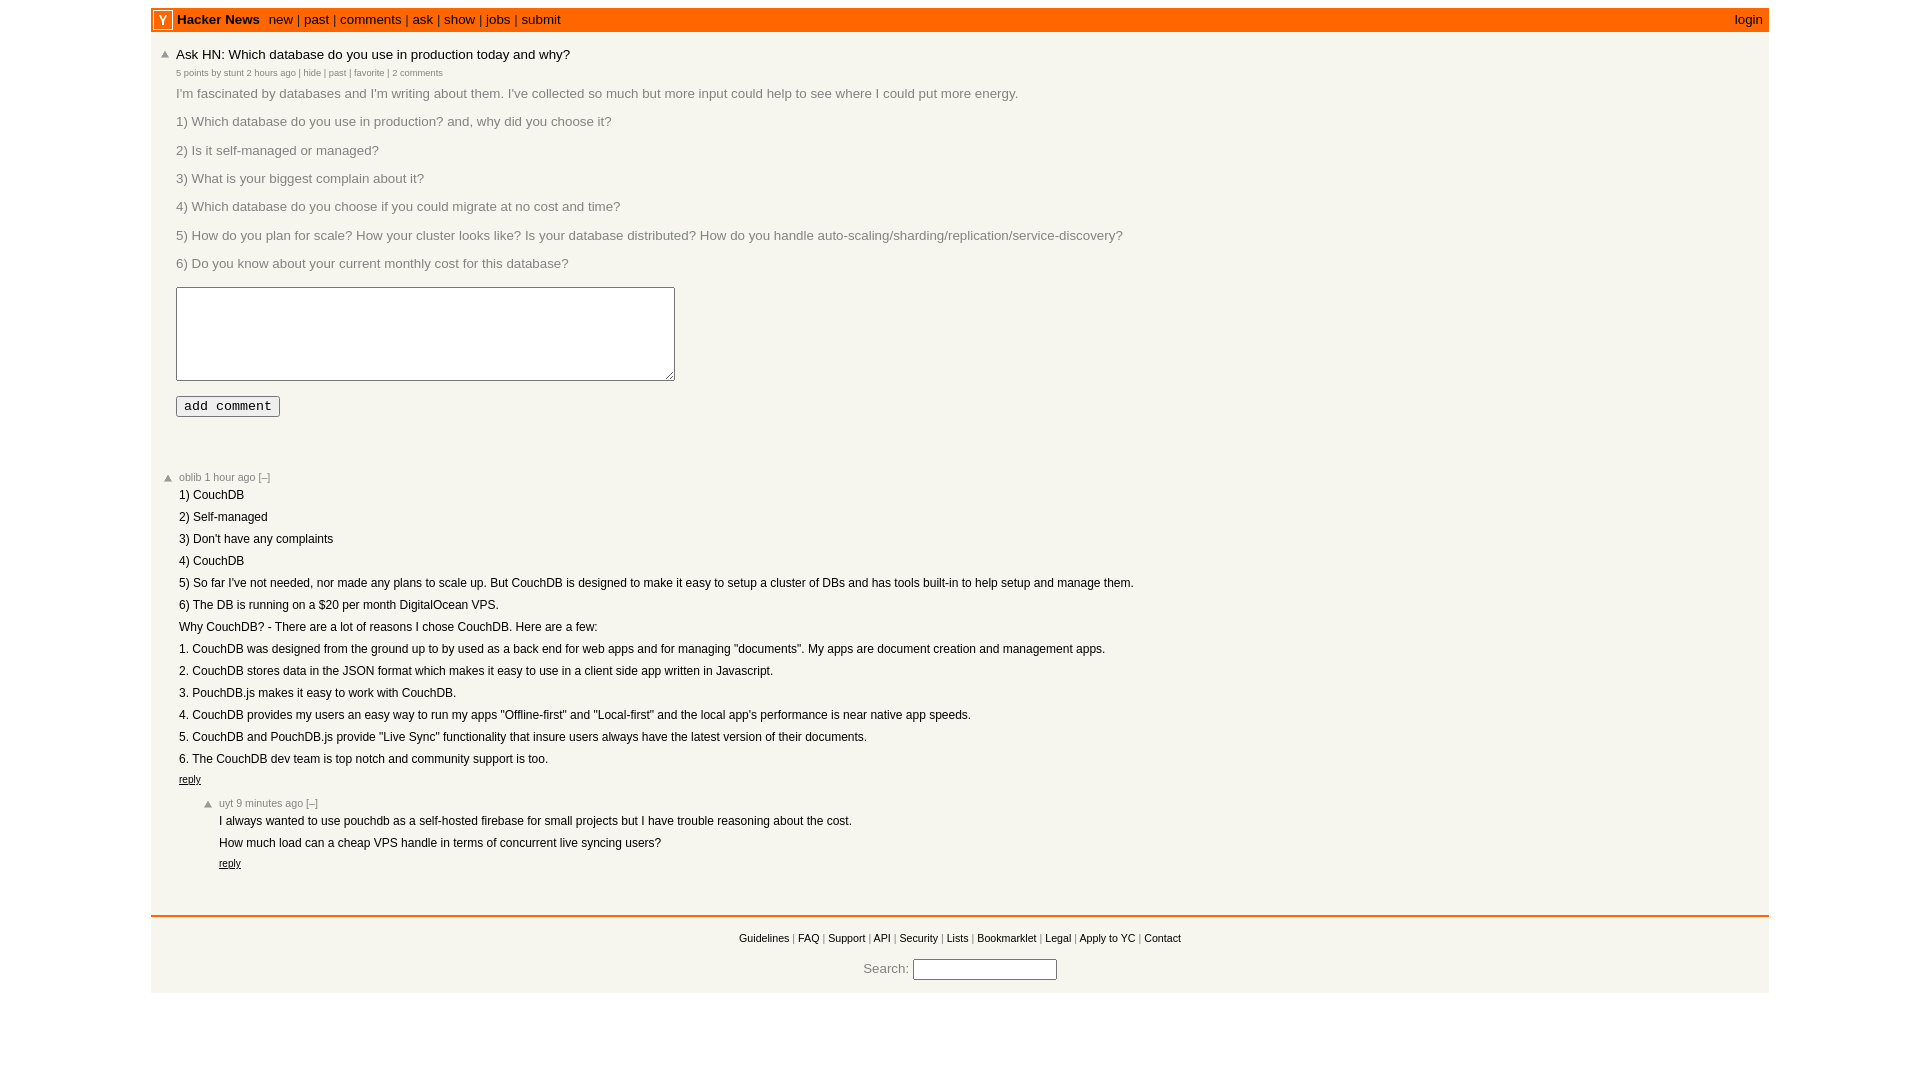 Y Hacker News new | past | comments | ask | show | jobs | submit login
Ask HN: Which database do you use in production today and why?
5 points by stunt 2 hours ago | hide | past | favorite | 2 comments
I'm fascinated by databases and I'm writing about them. I've collected so much but more input could help to see where I could put more energy.
1) Which database do you use in production? and, why did you choose it?
2) Is it self-managed or managed?
3) What is your biggest complain about it?
4) Which database do you choose if you could migrate at no cost and time?
5) How do you plan for scale? How your cluster looks like? Is your database distributed? How do you handle auto-scaling/sharding/replication/service-discovery?
6) Do you know about your current monthly cost for this database?
add comment
oblib 1 hour ago [–]
1) CouchDB
2) Self-managed
3) Don't have any complaints
4) CouchDB
5) So far I've not needed, nor made any plans to scale up. But CouchDB is designed to make it easy to setup a cluster of DBs and has tools built-in to help setup and manage them.
6) The DB is running on a $20 per month DigitalOcean VPS.
Why CouchDB? - There are a lot of reasons I chose CouchDB. Here are a few:
1. CouchDB was designed from the ground up to by used as a back end for web apps and for managing "documents". My apps are document creation and management apps.
2. CouchDB stores data in the JSON format which makes it easy to use in a client side app written in Javascript.
3. PouchDB.js makes it easy to work with CouchDB.
4. CouchDB provides my users an easy way to run my apps "Offline-first" and "Local-first" and the local app's performance is near native app speeds.
5. CouchDB and PouchDB.js provide "Live Sync" functionality that insure users always have the latest version of their documents.
6. The CouchDB dev team is top notch and community support is too.
reply
uyt 9 minutes ago [–]
I always wanted to use pouchdb as a self-hosted firebase for small projects but I have trouble reasoning about the cost.
How much load can a cheap VPS handle in terms of concurrent live syncing users?
reply
Guidelines | FAQ | Support | API | Security | Lists | Bookmarklet | Legal | Apply to YC | Contact
Search: